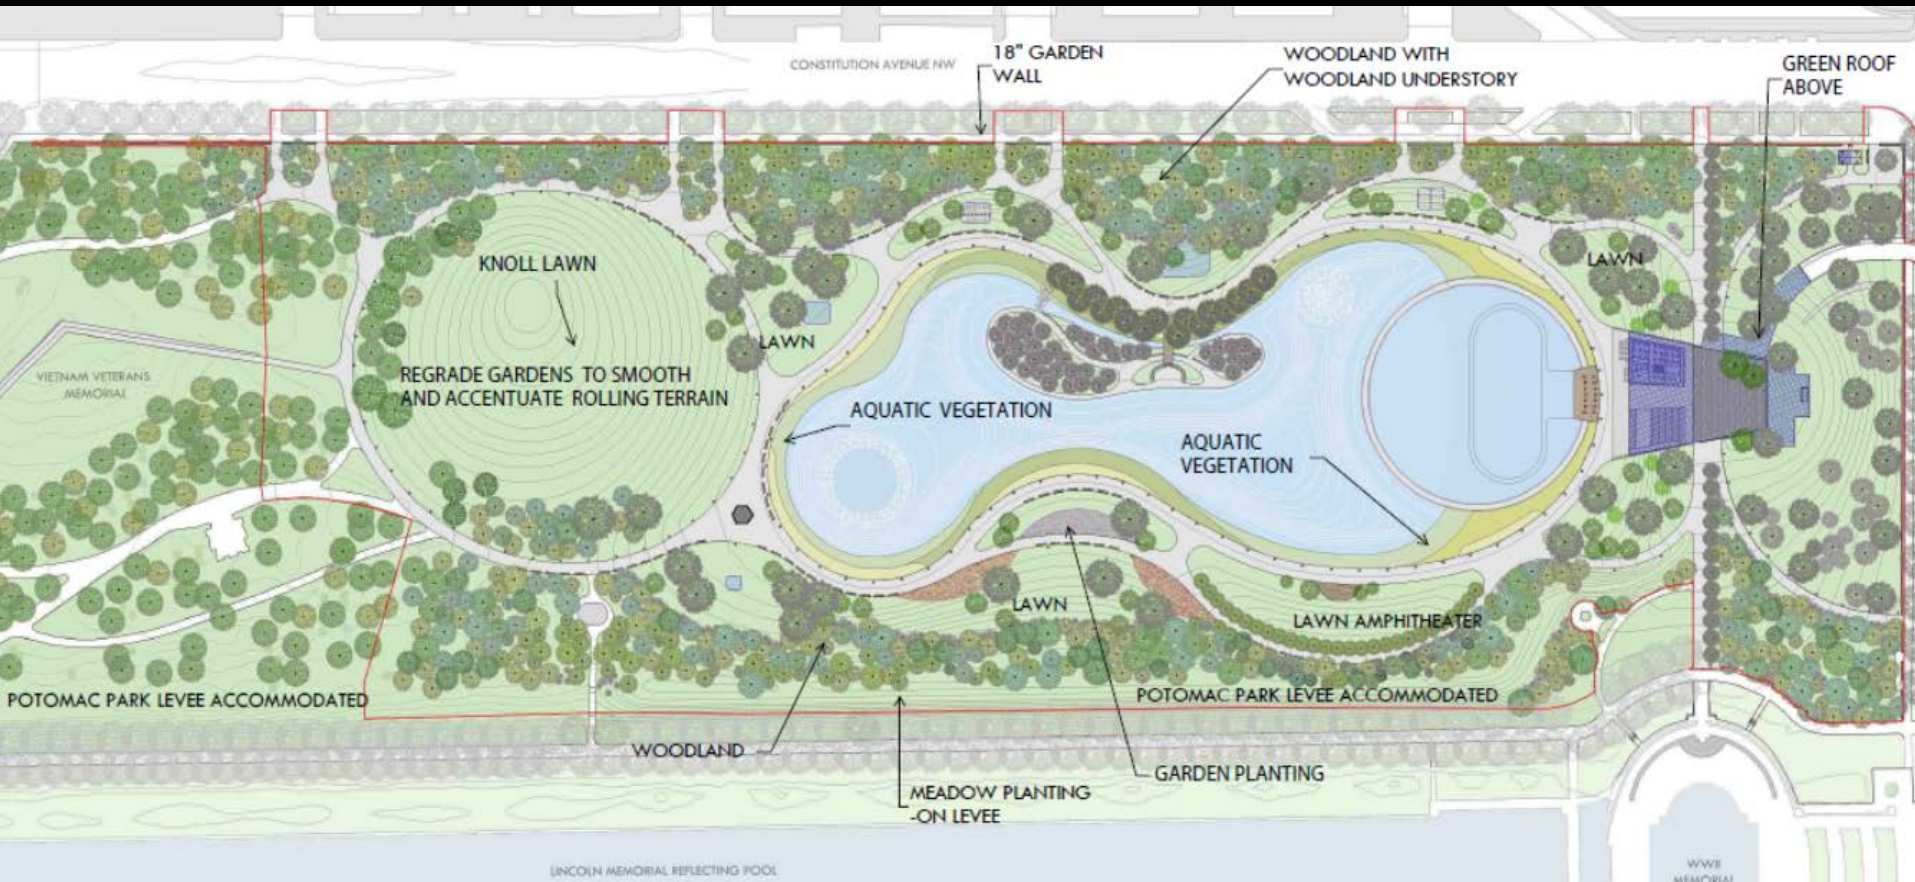 CONSTITUTION AVENUE NW
18" GARDEN
WALL
WOODLAND WITH
WOODLAND UNDERSTORY
GREEN ROOF
ABOVE
KNOLL LAWN
LAWN
LAWN
REGRADE GARDENS TO SMOOTH
AND ACCENTUATE ROLLING TERRAIN
VIETNAM VETERANS
MEMORIAL
AQUATIC VEGETATION
AQUATIC
VEGETATION
LAWN
LAWN AMPHITHEATER
POTOMAC PARK LEVEE ACCOMMODATED
POTOMAC PARK LEVEE ACCOMMODATED
WOODLAND
GARDEN PLANTING
MEADOW PLANTING
-ON LEVEE
LINCOLN MEMORIAL REFLECTING POOL
WWII
MEMORIAL